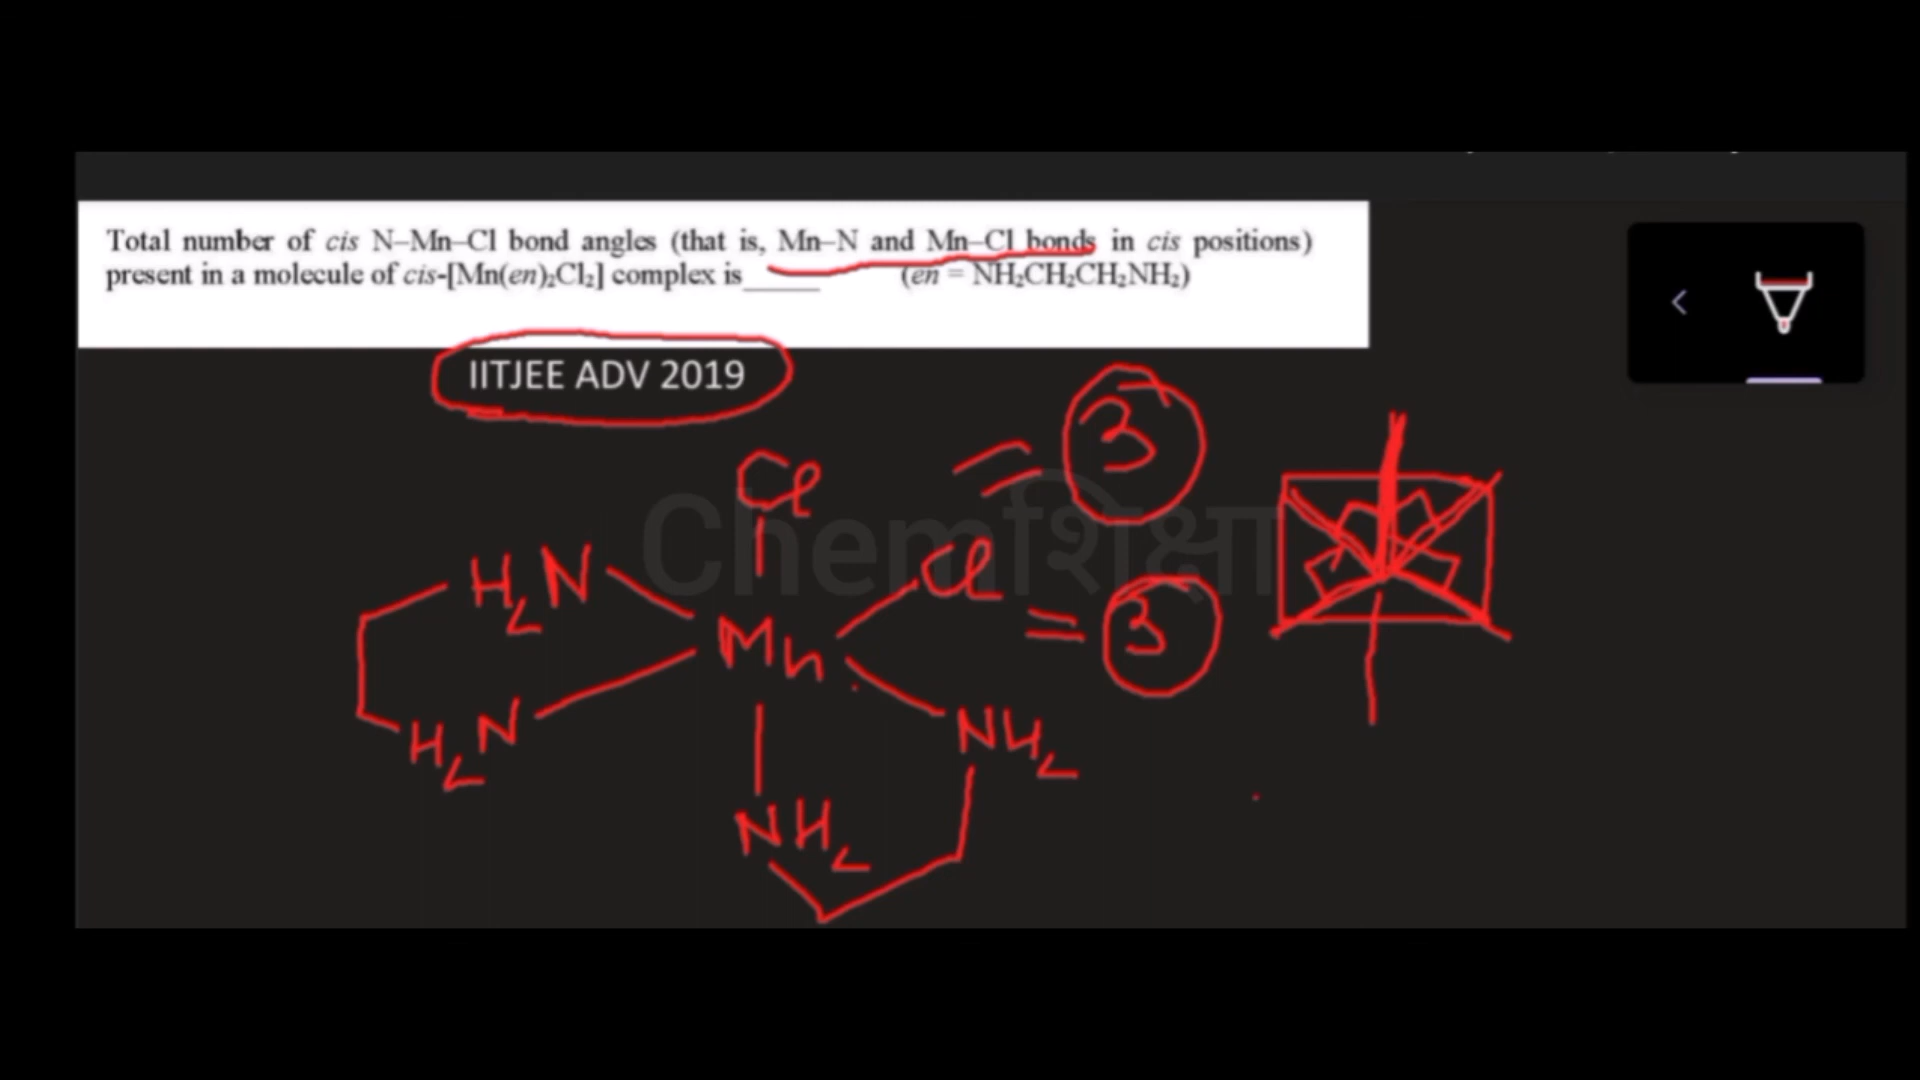 Total number of cis N–Mn–Cl bond angles (that is, Mn–N and Mn–Cl bonds in cis positions)
present in a molecule of cis-[Mn(en)₂Cl₂] complex is_____ (en = NH₂CH₂CH₂NH₂)
IITJEE ADV 2019
Cl = 3
Chemशिक्षा
H₂N Cl = 3
Mn
H₂N NH₂
NH₂